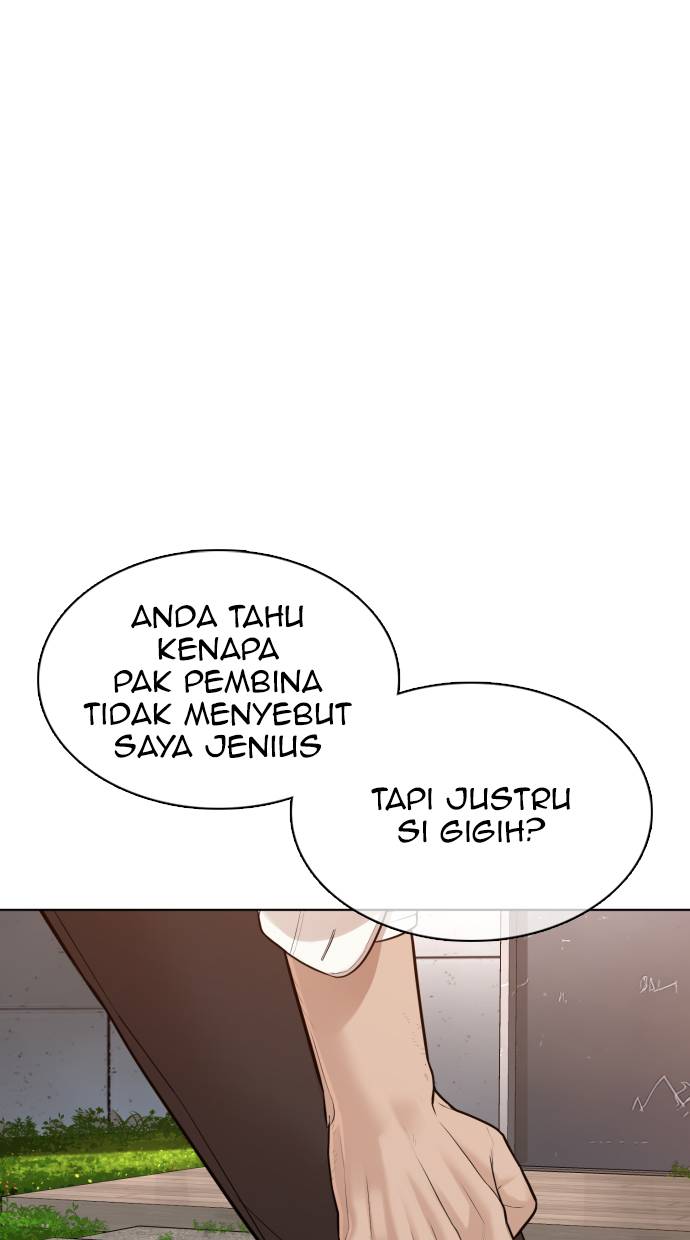 ANDA TAHU
KENAPA
PAK PEMBINA
TIDAK MENYEBUT
SAYA JENIUS
TAPI JUSTRU
SI GIGIH?